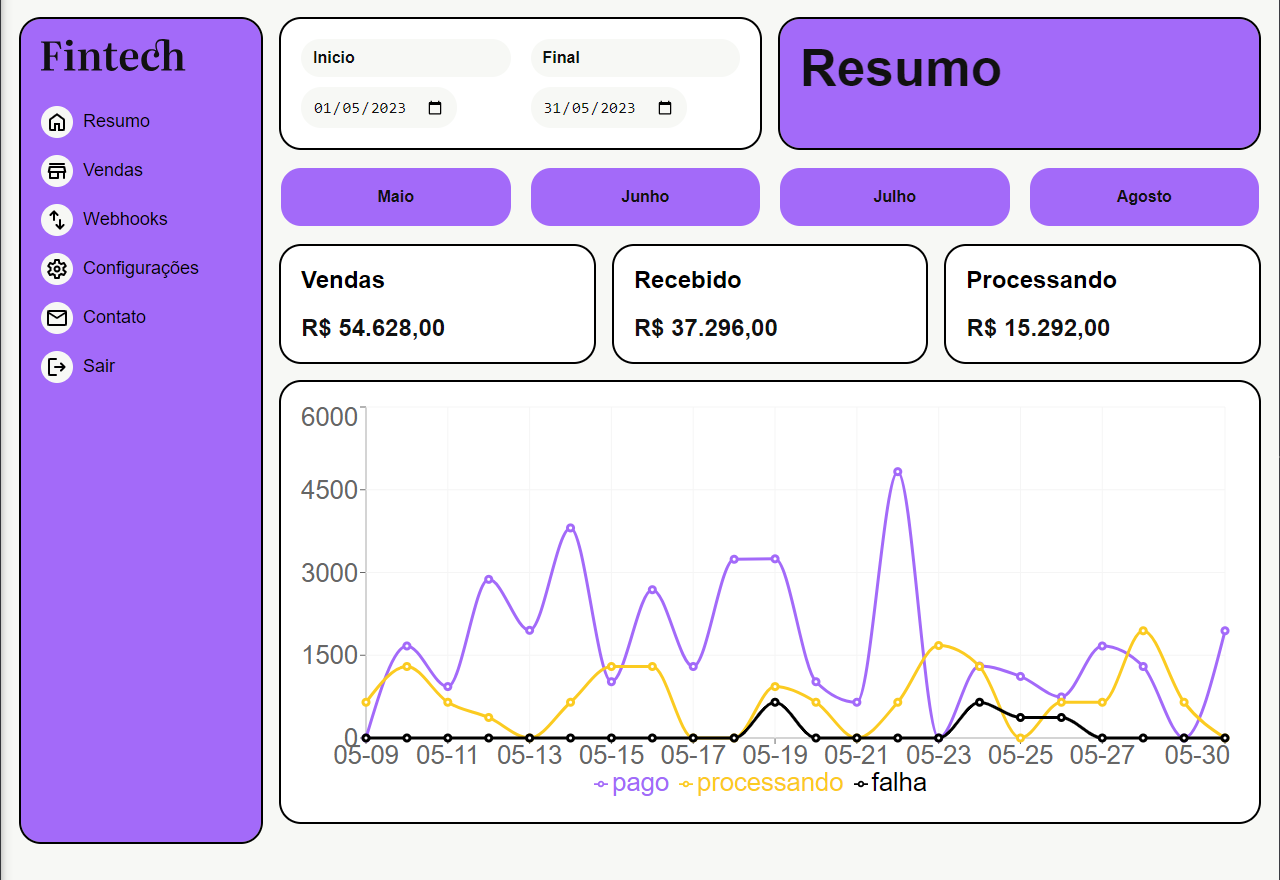 Fintech
Resumo
Vendas
Webhooks
Configurações
Contato
Sair
Inicio
01/05/2023
Final
31/05/2023
Resumo
Maio
Junho
Julho
Agosto
Vendas
R$ 54.628,00
Recebido
R$ 37.296,00
Processando
R$ 15.292,00
6000
4500
3000
1500
0
05-09 05-11 05-13 05-15 05-17 05-19 05-21 05-23 05-25 05-27 05-30
pago processando falha